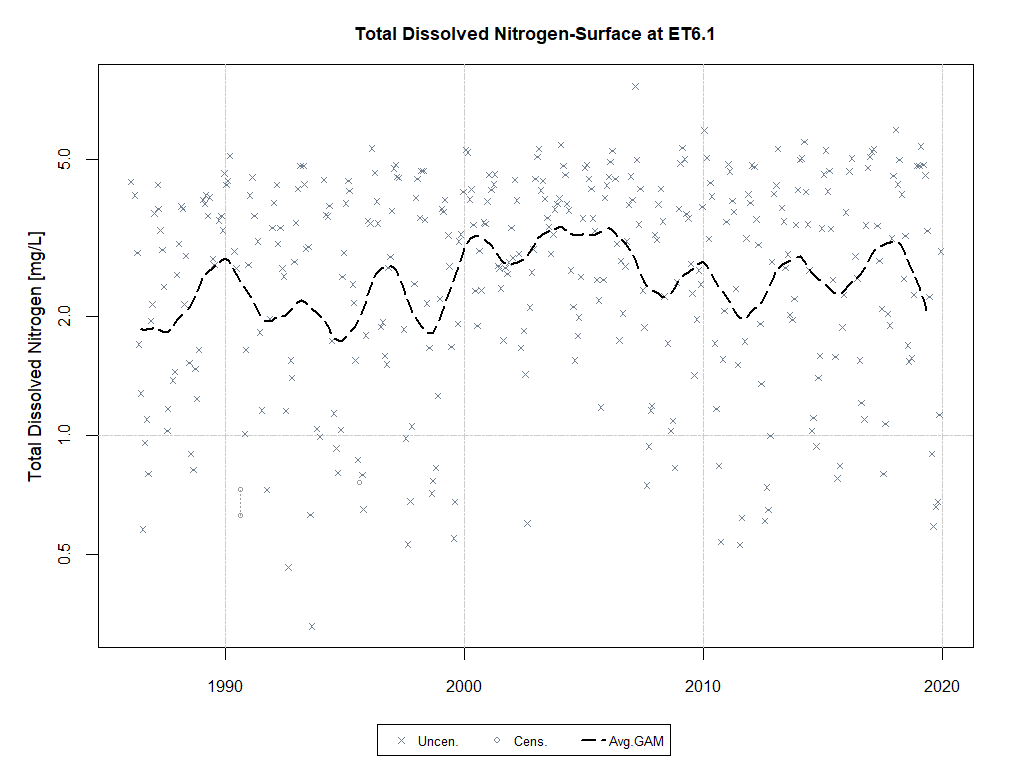 Total Dissolved Nitrogen-Surface at ET6.1
Total Dissolved Nitrogen [mg/L]
5.0
2.0
1.0
0.5
1990 2000 2010 2020
Uncen. Cens. Avg.GAM